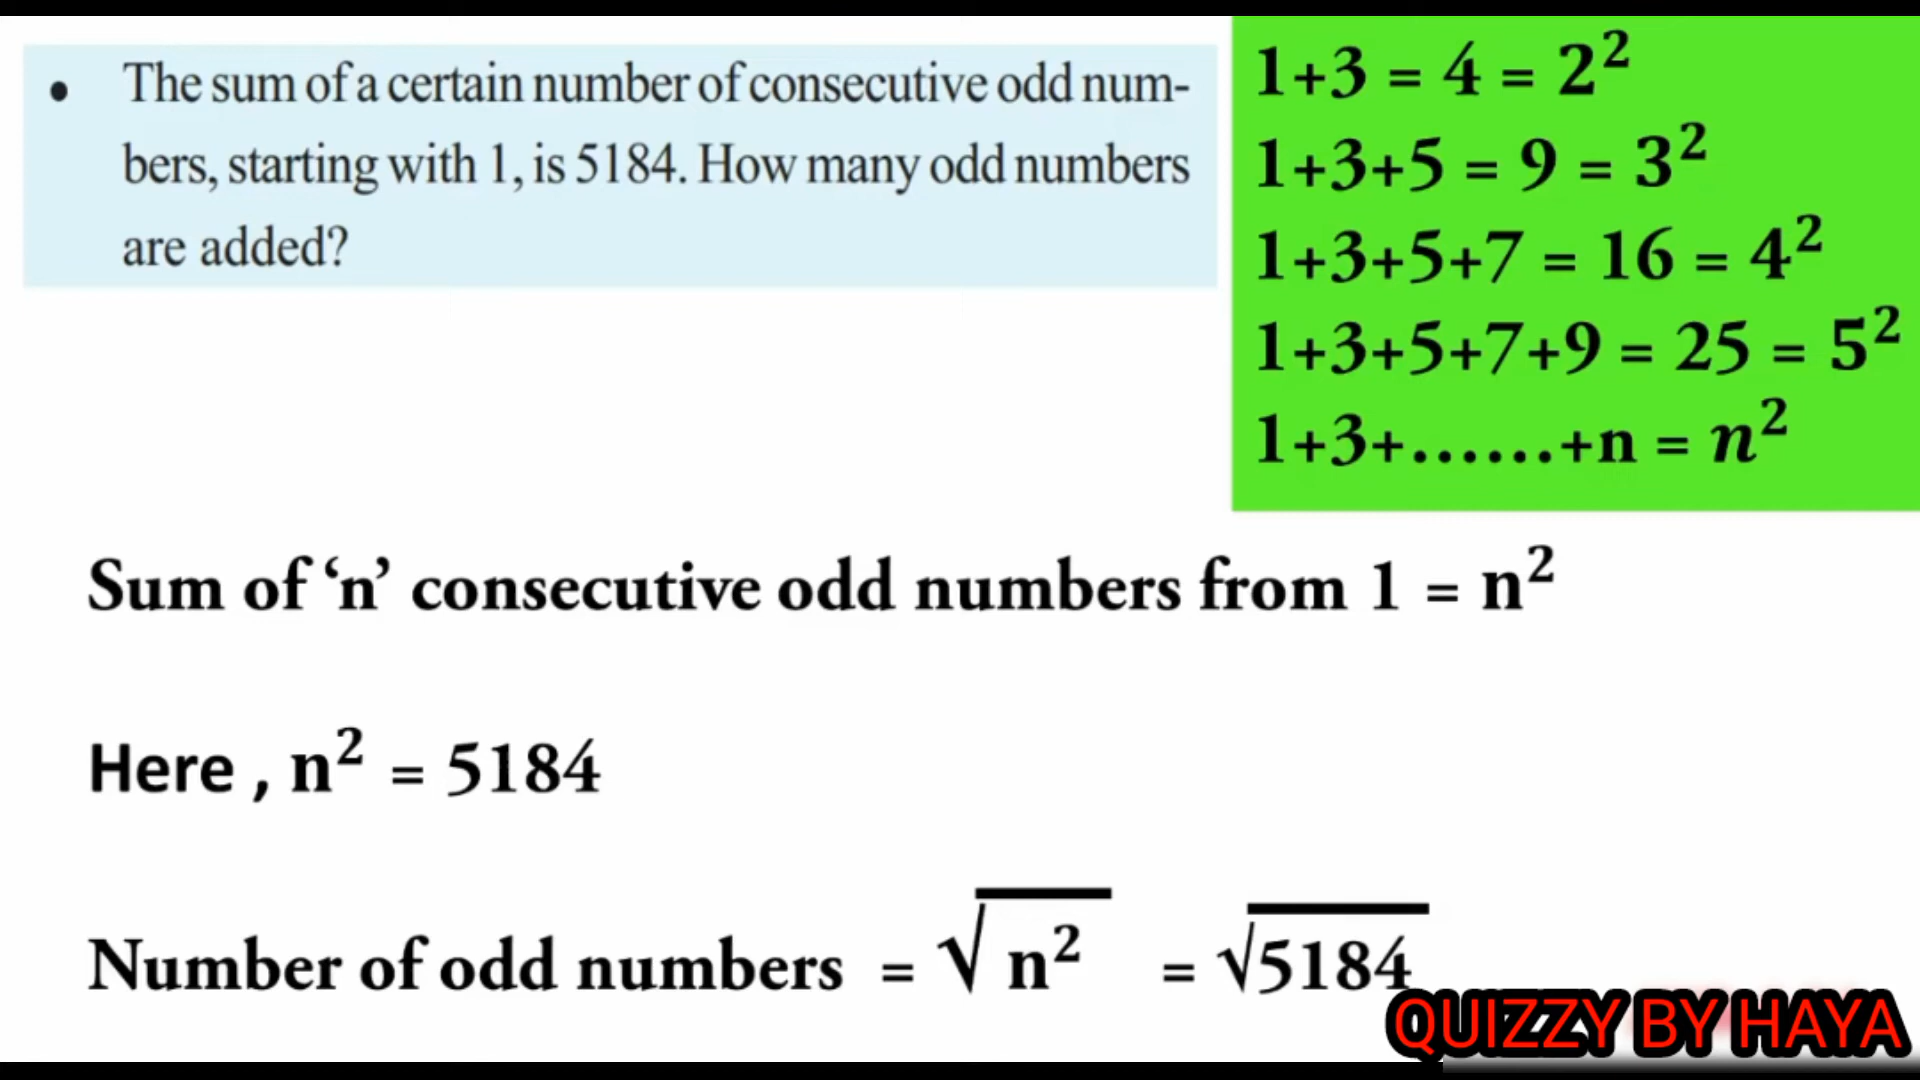 • The sum of a certain number of consecutive odd num-
bers, starting with 1, is 5184. How many odd numbers
are added?
1+3 = 4 = 2²
1+3+5 = 9 = 3²
1+3+5+7 = 16 = 4²
1+3+5+7+9 = 25 = 5²
1+3+......+n = n²
Sum of ‘n’ consecutive odd numbers from 1 = n²
Here , n² = 5184
Number of odd numbers = √n² = √5184
QUIZZY BY HAYA